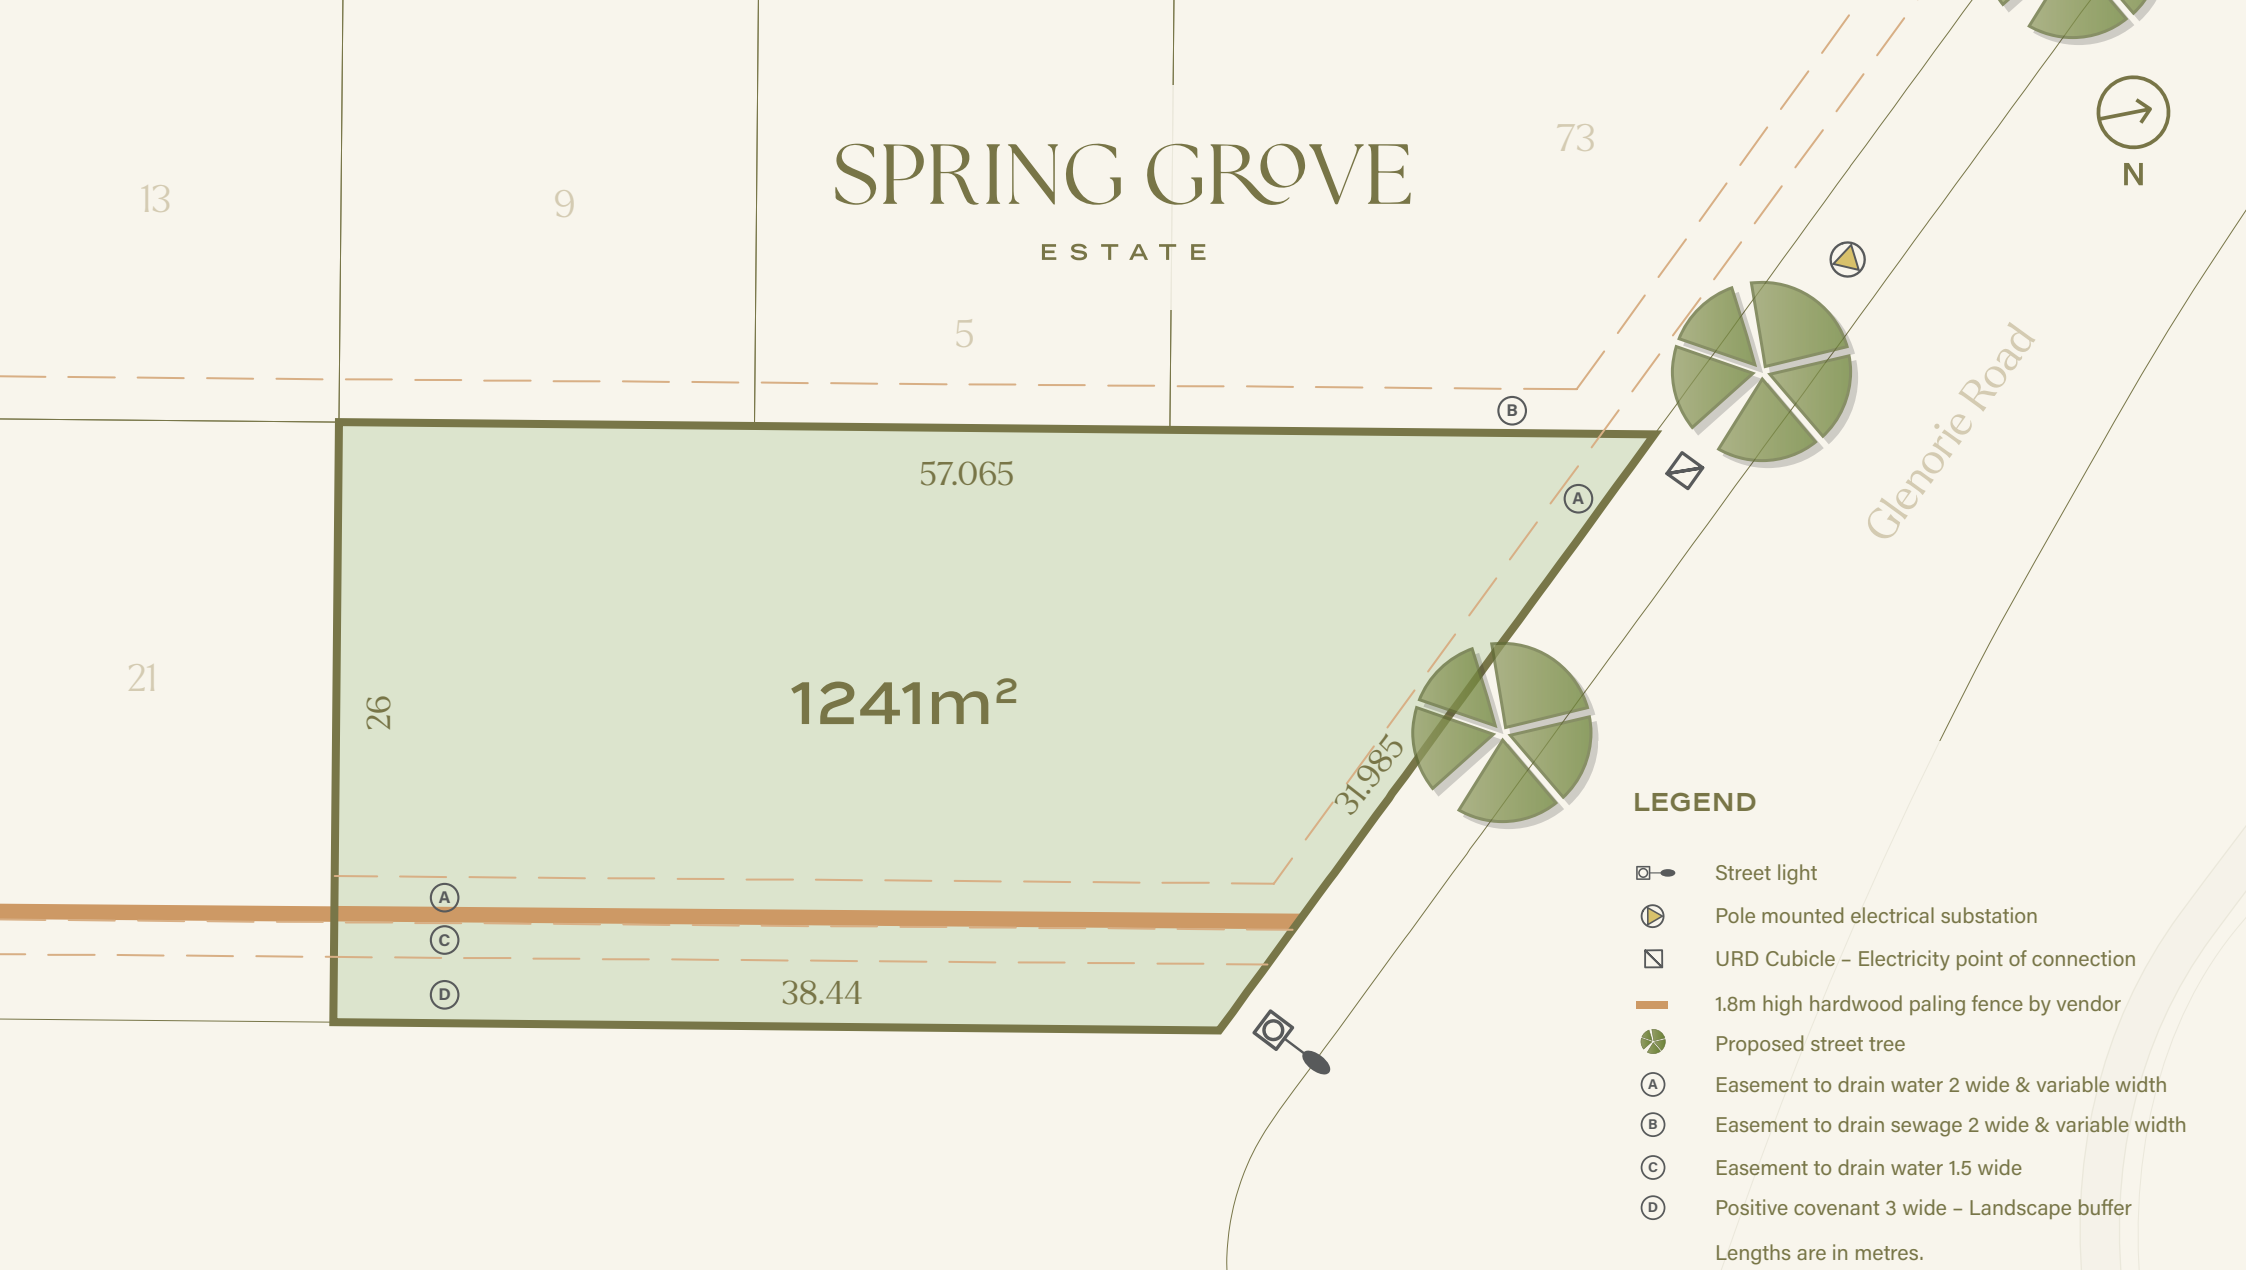 SPRING GROVE
ESTATE
13
9
5
73
N
B
57.065
A
Glenorie Road
21
26
1241m²
31.985
A
C
D
38.44
LEGEND
Street light
Pole mounted electrical substation
URD Cubicle – Electricity point of connection
1.8m high hardwood paling fence by vendor
Proposed street tree
A Easement to drain water 2 wide & variable width
B Easement to drain sewage 2 wide & variable width
C Easement to drain water 1.5 wide
D Positive covenant 3 wide – Landscape buffer
Lengths are in metres.